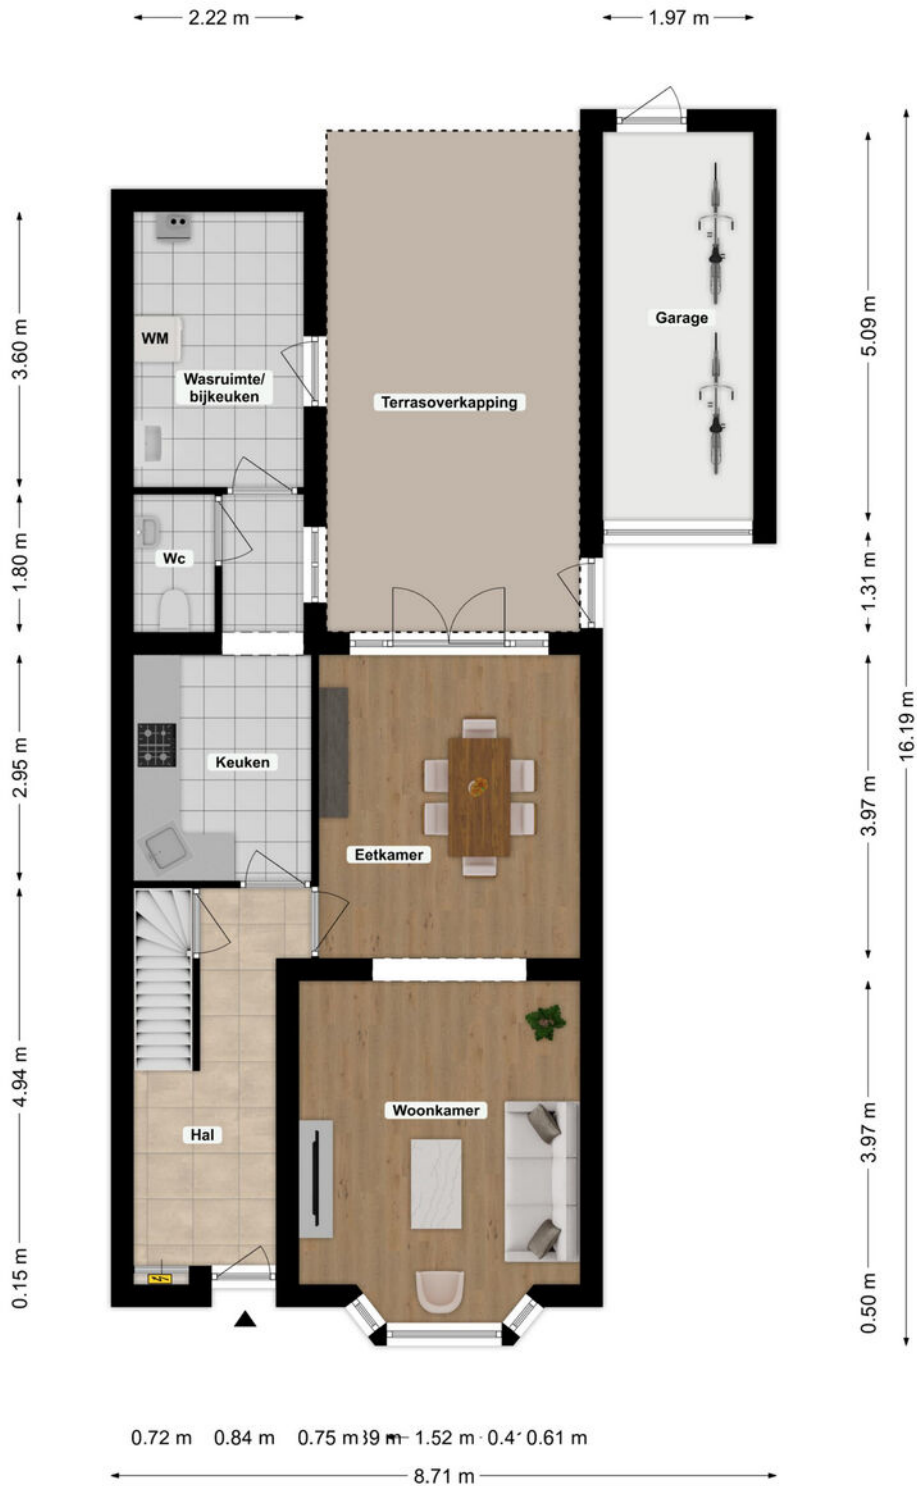 2.22 m
1.97 m
3.60 m
5.09 m
Garage
WM
Wasruimte/
bijkeuken
Terrasoverkapping
1.80 m
Wc
1.31 m
16.19 m
2.95 m
Keuken
3.97 m
Eetkamer
4.94 m
Woonkamer
Hal
3.97 m
0.15 m
0.50 m
0.72 m 0.84 m 0.75 m 1.52 m 0.61 m
8.71 m